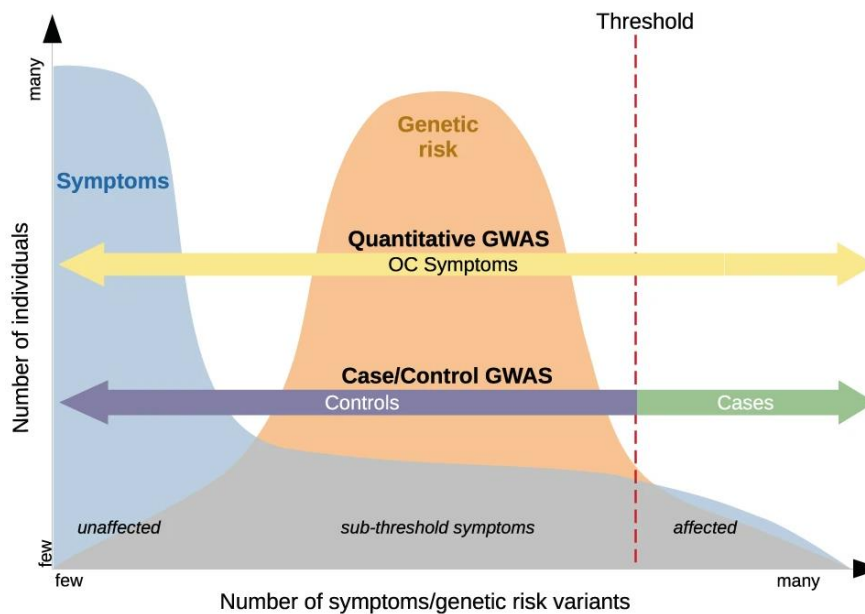 Threshold
many
Genetic
risk
Symptoms
Quantitative GWAS
OC Symptoms
Number of individuals
Case/Control GWAS
Controls
Cases
unaffected
sub-threshold symptoms
affected
few
few
many
Number of symptoms/genetic risk variants